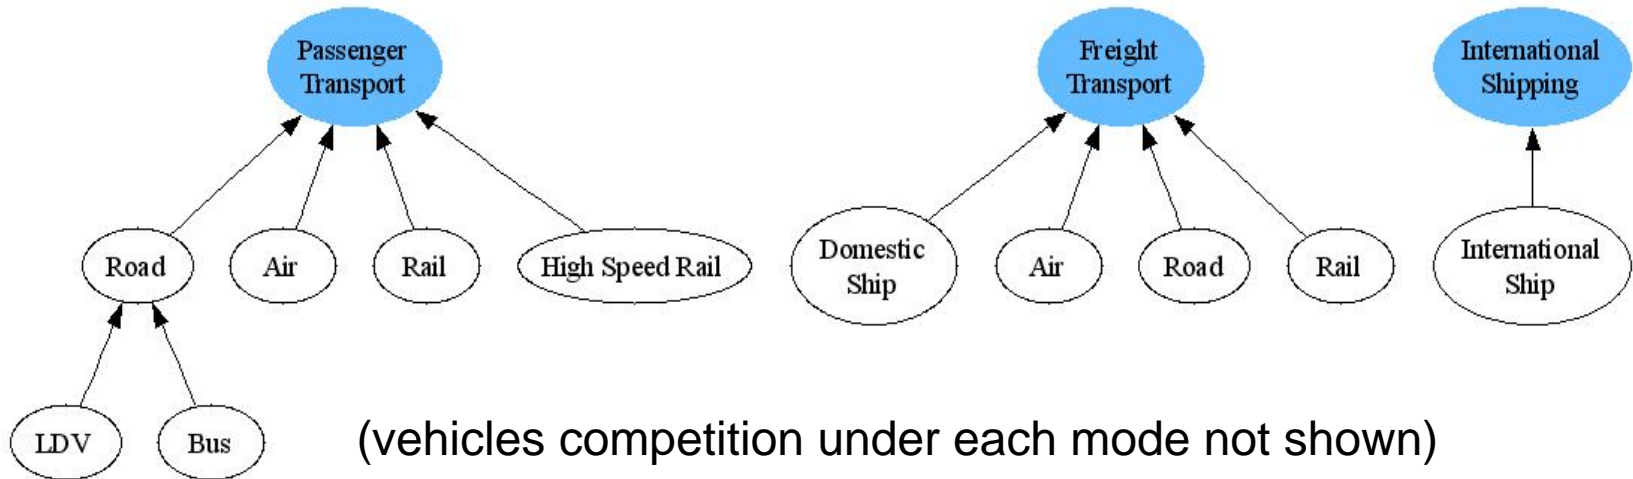 Passenger
Transport
Freight
Transport
International
Shipping
Road
Air
Rail
High Speed Rail
Domestic
Ship
Air
Road
Rail
International
Ship
LDV
Bus
(vehicles competition under each mode not shown)